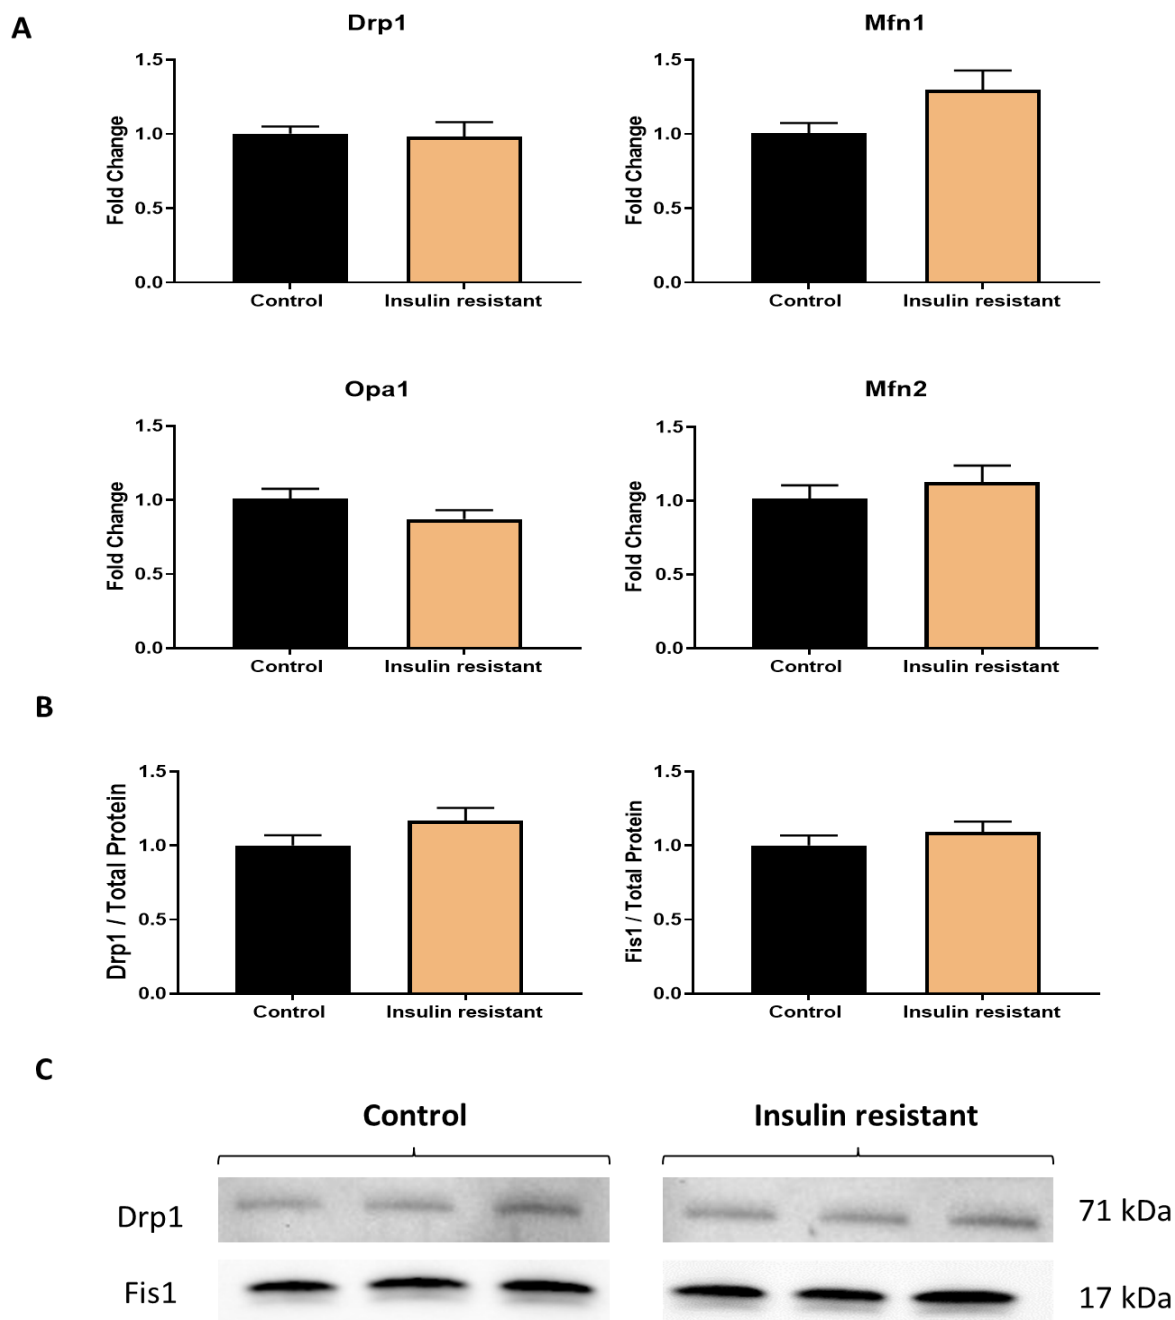 A
Drp1
Mfn1
Fold Change
1.5
1.0
0.5
0.0
Control
Insulin resistant
Fold Change
1.5
1.0
0.5
0.0
Control
Insulin resistant
Opa1
Mfn2
Fold Change
1.5
1.0
0.5
0.0
Control
Insulin resistant
Fold Change
1.5
1.0
0.5
0.0
Control
Insulin resistant
B
Drp1 / Total Protein
1.5
1.0
0.5
0.0
Control
Insulin resistant
Fis1 / Total Protein
1.5
1.0
0.5
0.0
Control
Insulin resistant
C
Control
Insulin resistant
Drp1
71 kDa
Fis1
17 kDa